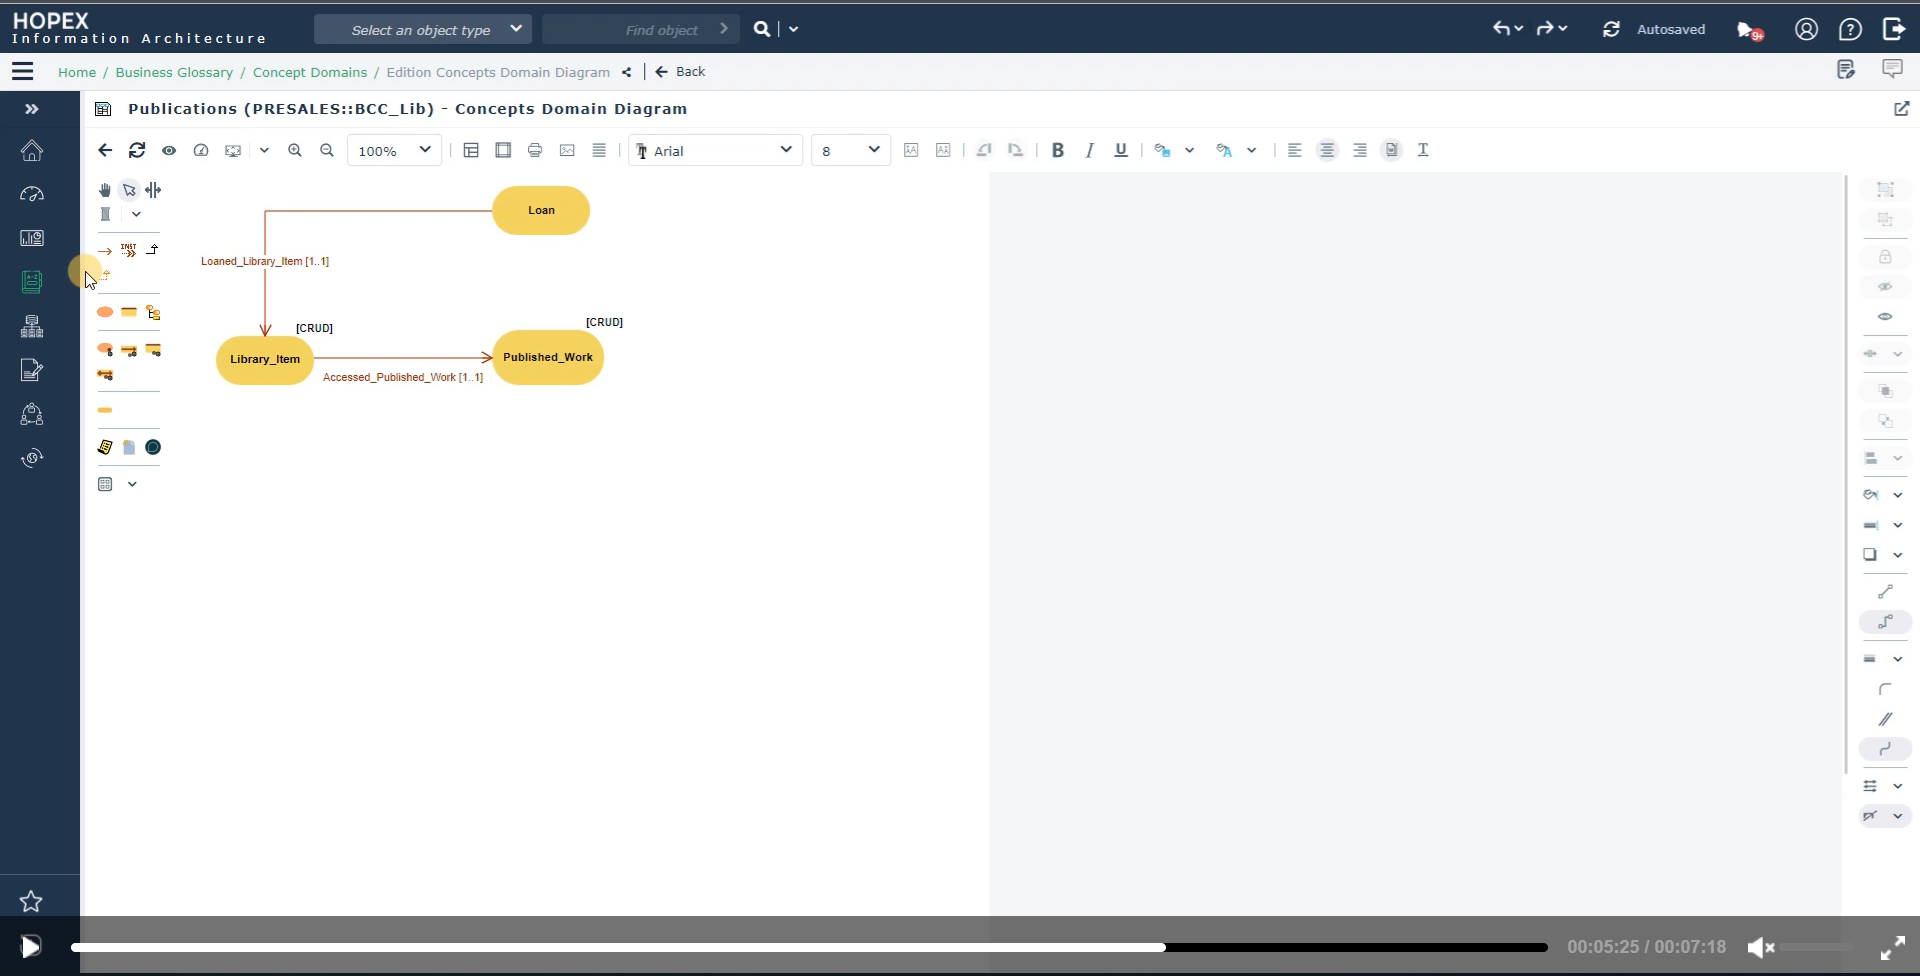 HOPEX
Information Architecture
Select an object type
Find object
Autosaved
9+
Home / Business Glossary / Concept Domains / Edition Concepts Domain Diagram
Back
Publications (PRESALES::BCC_Lib) - Concepts Domain Diagram
100%
Arial
8
B I U
INST
Loan
Loaned_Library_Item [1..1]
[CRUD]
[CRUD]
Library_Item
Published_Work
Accessed_Published_Work [1..1]
00:05:25 / 00:07:18